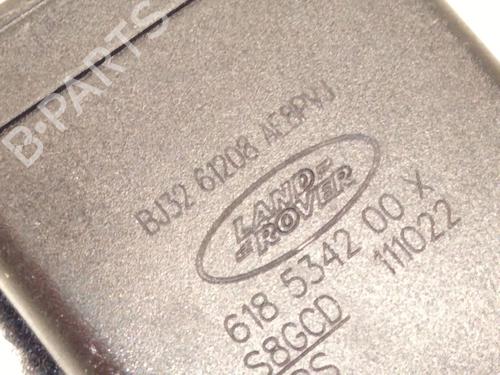 B-PARTS
BJ32 61208 AE8PVJ
LAND
ROVER
618 5342 00 X
S8GCD 111022